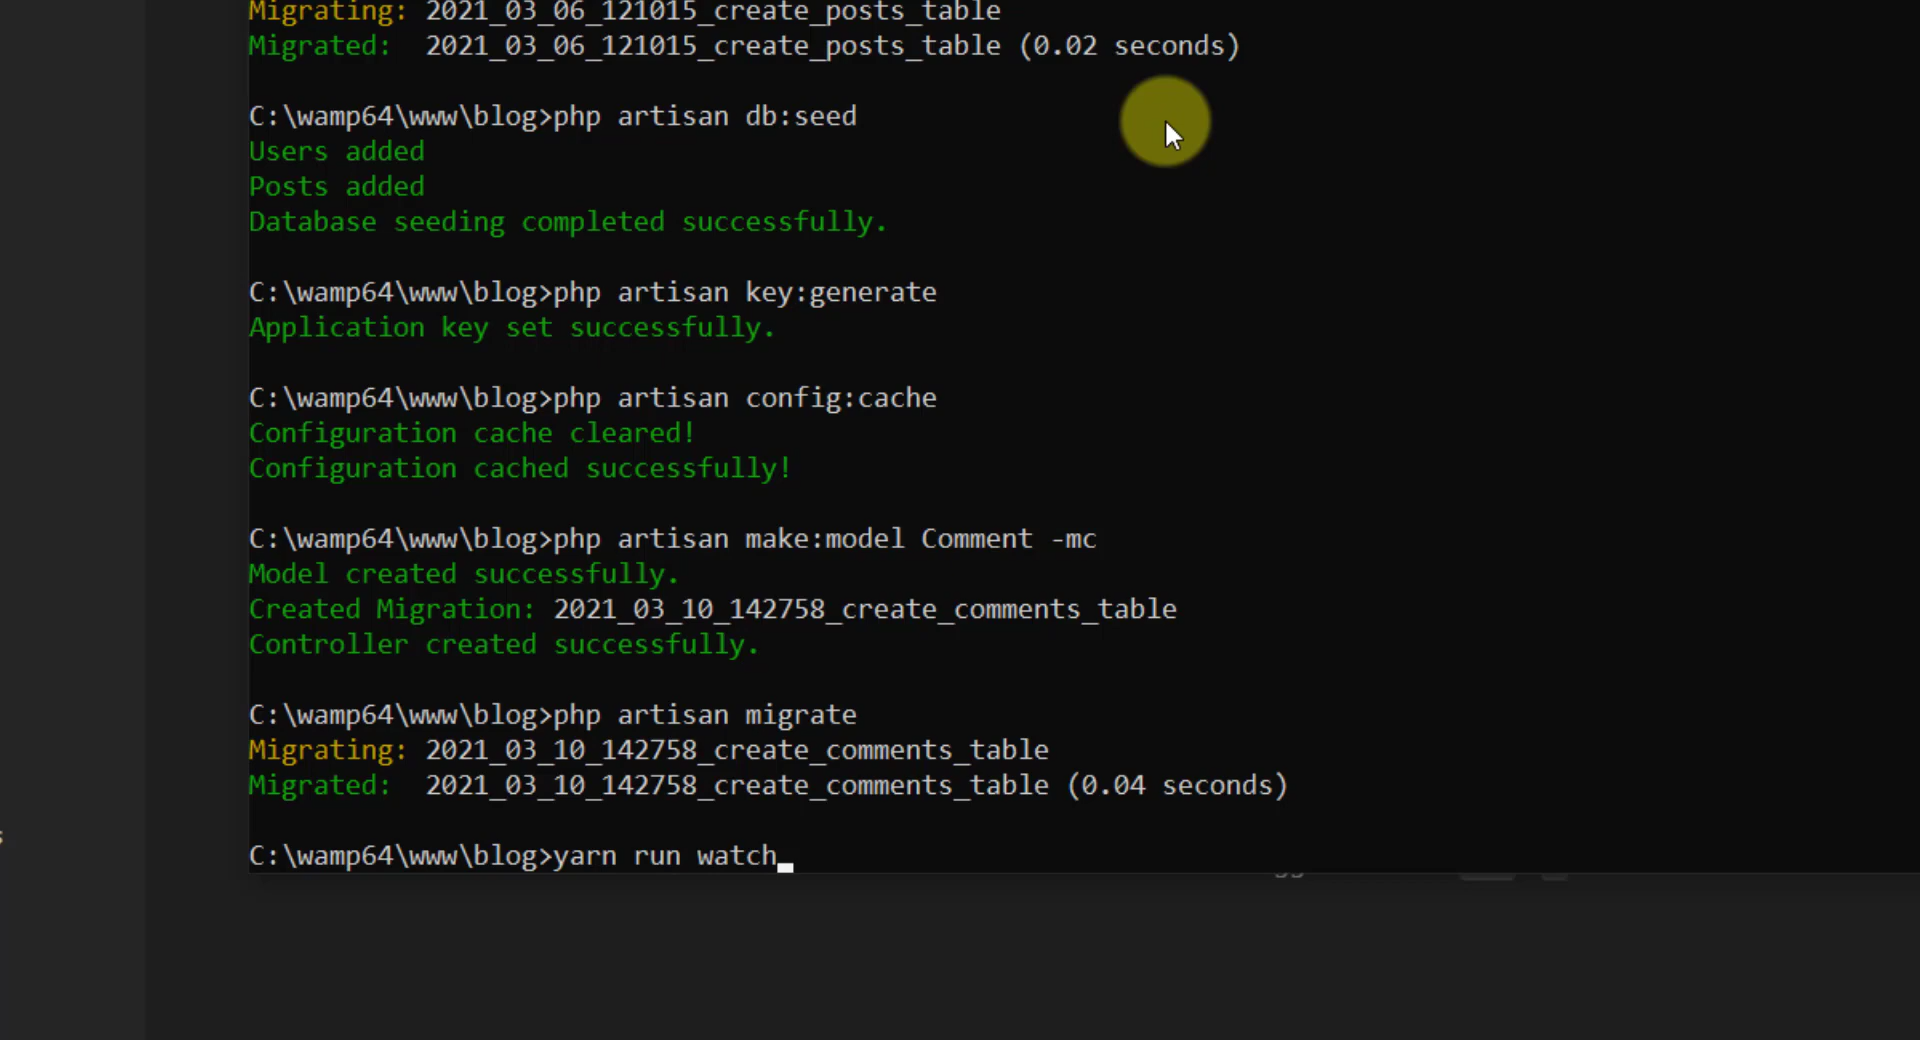 Migrating: 2021_03_06_121015_create_posts_table
Migrated:  2021_03_06_121015_create_posts_table (0.02 seconds)
C:\wamp64\www\blog>php artisan db:seed
Users added
Posts added
Database seeding completed successfully.
C:\wamp64\www\blog>php artisan key:generate
Application key set successfully.
C:\wamp64\www\blog>php artisan config:cache
Configuration cache cleared!
Configuration cached successfully!
C:\wamp64\www\blog>php artisan make:model Comment -mc
Model created successfully.
Created Migration: 2021_03_10_142758_create_comments_table
Controller created successfully.
C:\wamp64\www\blog>php artisan migrate
Migrating: 2021_03_10_142758_create_comments_table
Migrated:  2021_03_10_142758_create_comments_table (0.04 seconds)
C:\wamp64\www\blog>yarn run watch